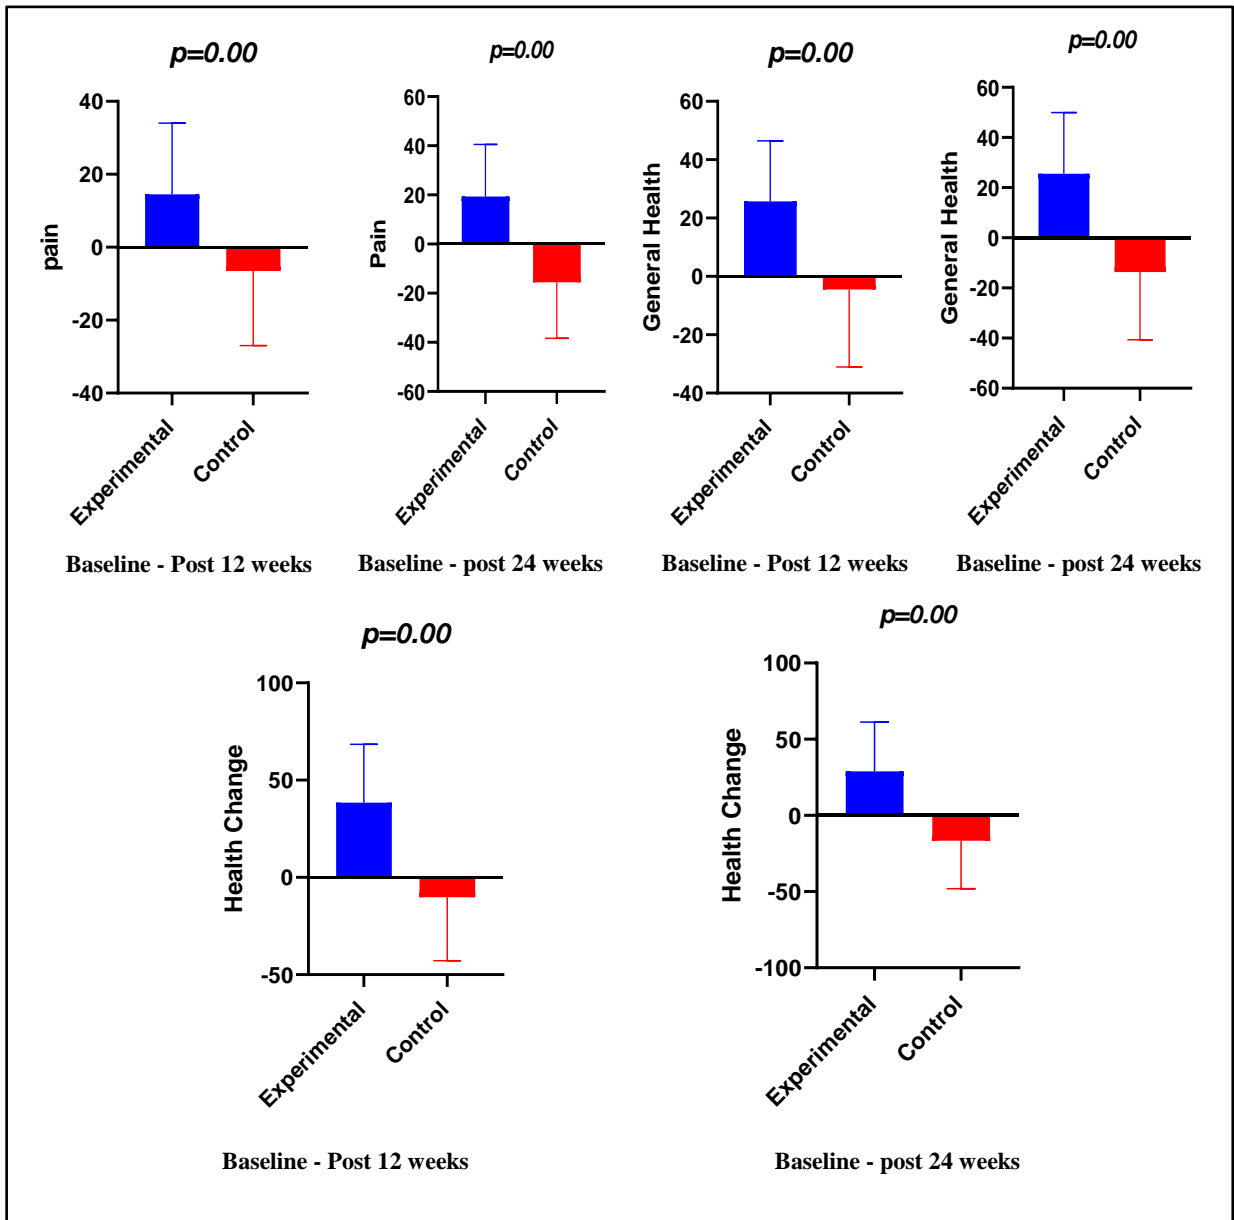 p=0.00
pain
40
20
0
-20
-40
Experimental
Control
Baseline - Post 12 weeks
p=0.00
Pain
60
40
20
0
-20
-40
-60
Experimental
Control
Baseline - post 24 weeks
p=0.00
General Health
60
40
20
0
-20
-40
Experimental
Control
Baseline - Post 12 weeks
p=0.00
General Health
60
40
20
0
-20
-40
-60
Experimental
Control
Baseline - post 24 weeks
p=0.00
Health Change
100
50
0
-50
Experimental
Control
Baseline - Post 12 weeks
p=0.00
Health Change
100
50
0
-50
-100
Experimental
Control
Baseline - post 24 weeks